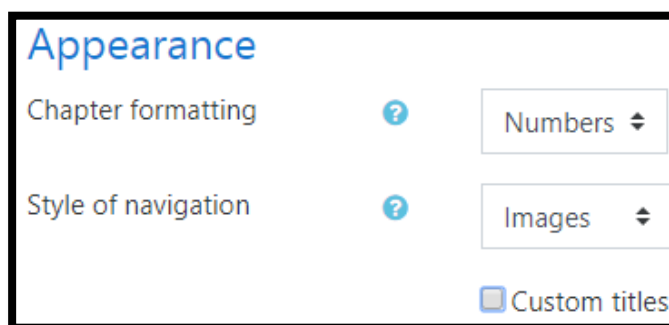 Appearance
Chapter formatting ? Numbers
Style of navigation ? Images
Custom titles